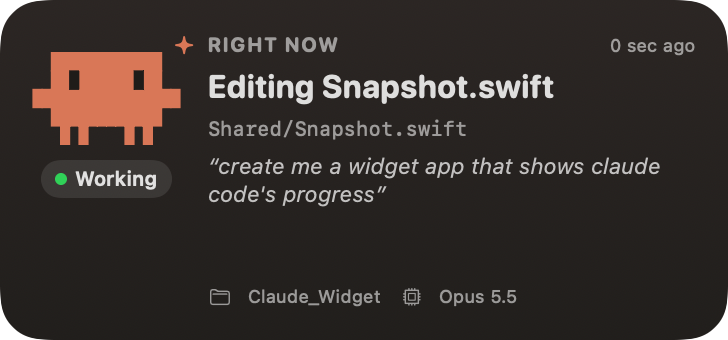 RIGHT NOW
0 sec ago
Editing Snapshot.swift
Shared/Snapshot.swift
“create me a widget app that shows claude
code's progress”
Working
Claude_Widget
Opus 5.5